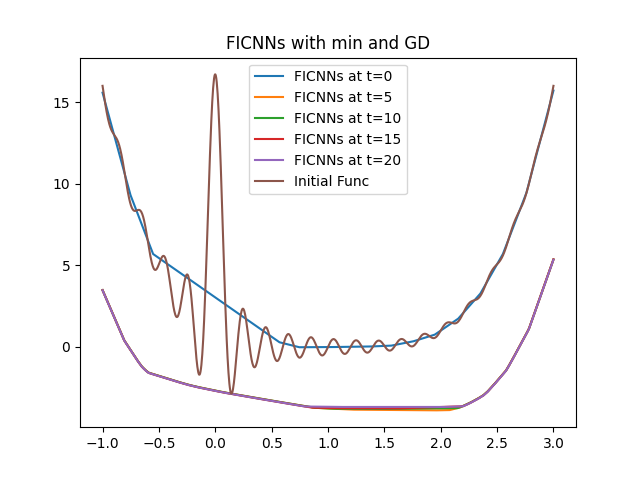 FICNNs with min and GD
FICNNs at t=0
FICNNs at t=5
FICNNs at t=10
FICNNs at t=15
FICNNs at t=20
Initial Func
15
10
5
0
−1.0 −0.5 0.0 0.5 1.0 1.5 2.0 2.5 3.0